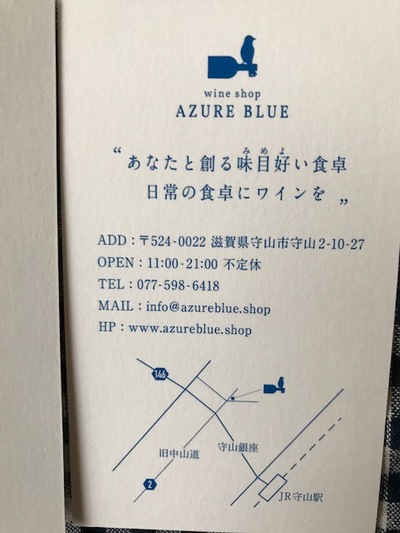 wine shop
AZURE BLUE
“あなたと創る味目好い食卓
みめよ
日常の食卓にワインを„
ADD：〒524-0022 滋賀県守山市守山2-10-27
OPEN：11:00-21:00 不定休
TEL：077-598-6418
MAIL：info@azureblue.shop
HP：www.azureblue.shop
146
旧中山道
守山銀座
2
JR守山駅